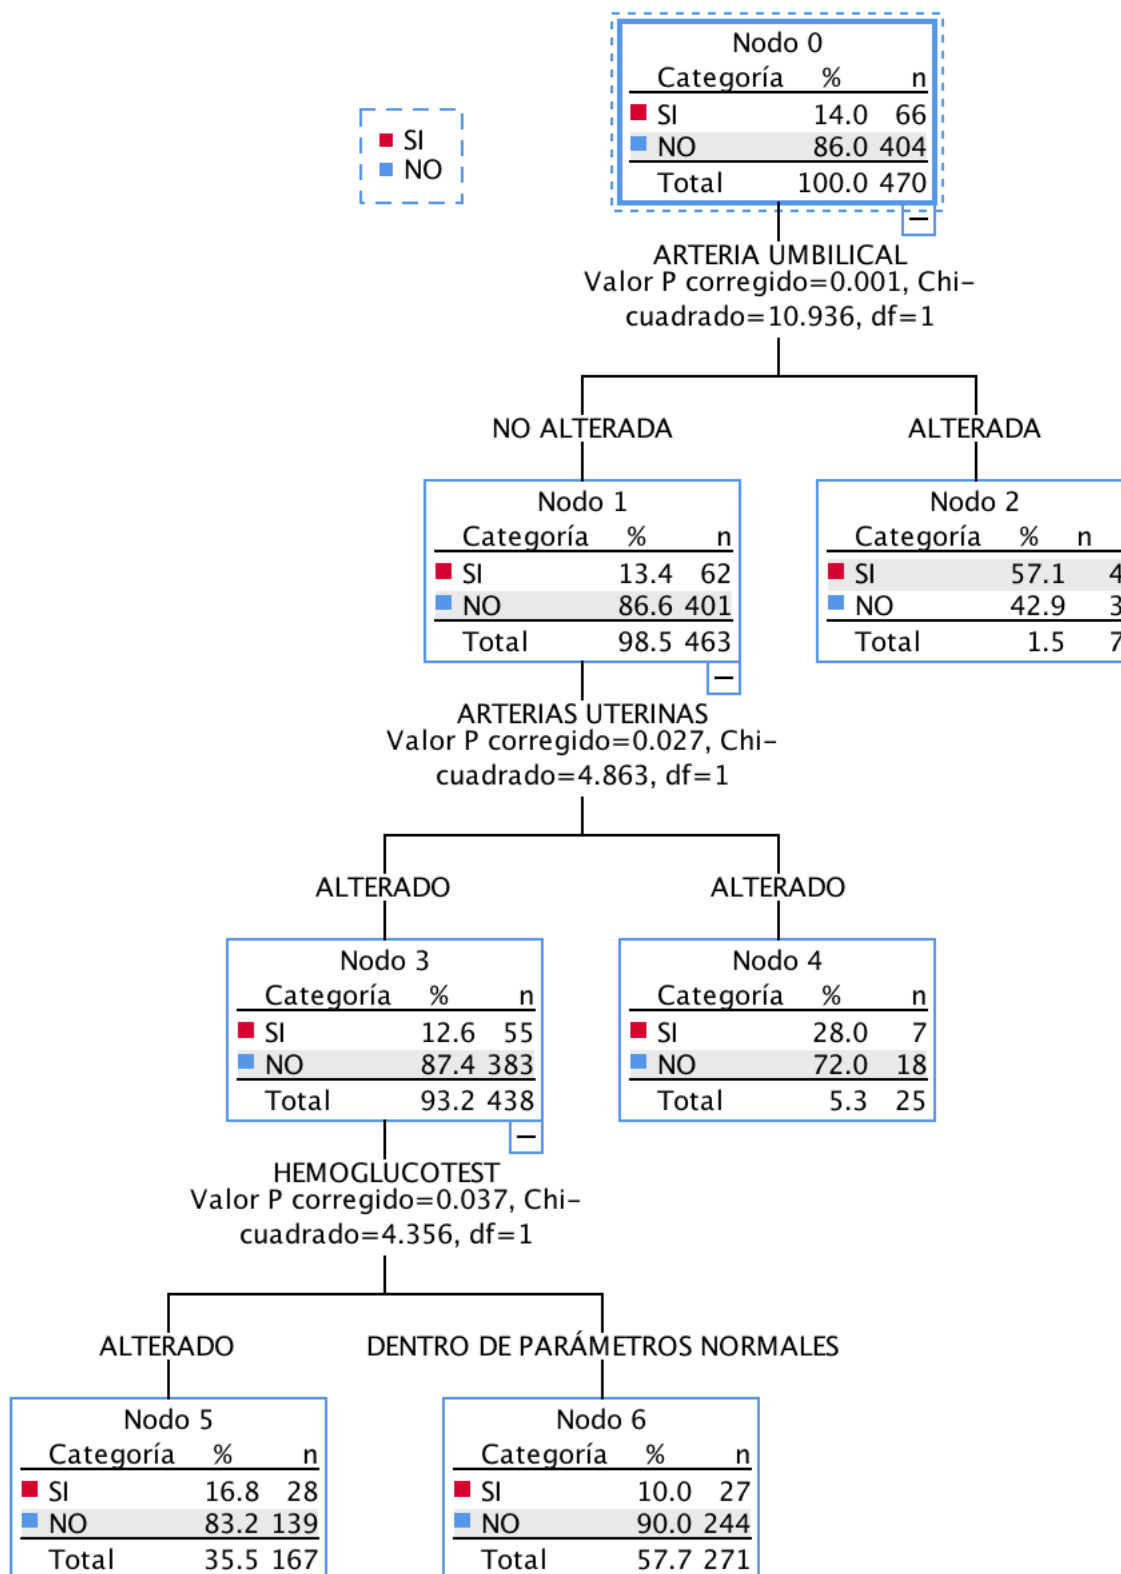 Nodo 0
Categoría % n
SI 14.0 66
NO 86.0 404
Total 100.0 470
SI
NO
ARTERIA UMBILICAL
Valor P corregido=0.001, Chi-
cuadrado=10.936, df=1
NO ALTERADA
ALTERADA
Nodo 1
Categoría % n
SI 13.4 62
NO 86.6 401
Total 98.5 463
Nodo 2
Categoría % n
SI 57.1 4
NO 42.9 3
Total 1.5 7
ARTERIAS UTERINAS
Valor P corregido=0.027, Chi-
cuadrado=4.863, df=1
ALTERADO
ALTERADO
Nodo 3
Categoría % n
SI 12.6 55
NO 87.4 383
Total 93.2 438
Nodo 4
Categoría % n
SI 28.0 7
NO 72.0 18
Total 5.3 25
HEMOGLUCOTEST
Valor P corregido=0.037, Chi-
cuadrado=4.356, df=1
ALTERADO
DENTRO DE PARÁMETROS NORMALES
Nodo 5
Categoría % n
SI 16.8 28
NO 83.2 139
Total 35.5 167
Nodo 6
Categoría % n
SI 10.0 27
NO 90.0 244
Total 57.7 271